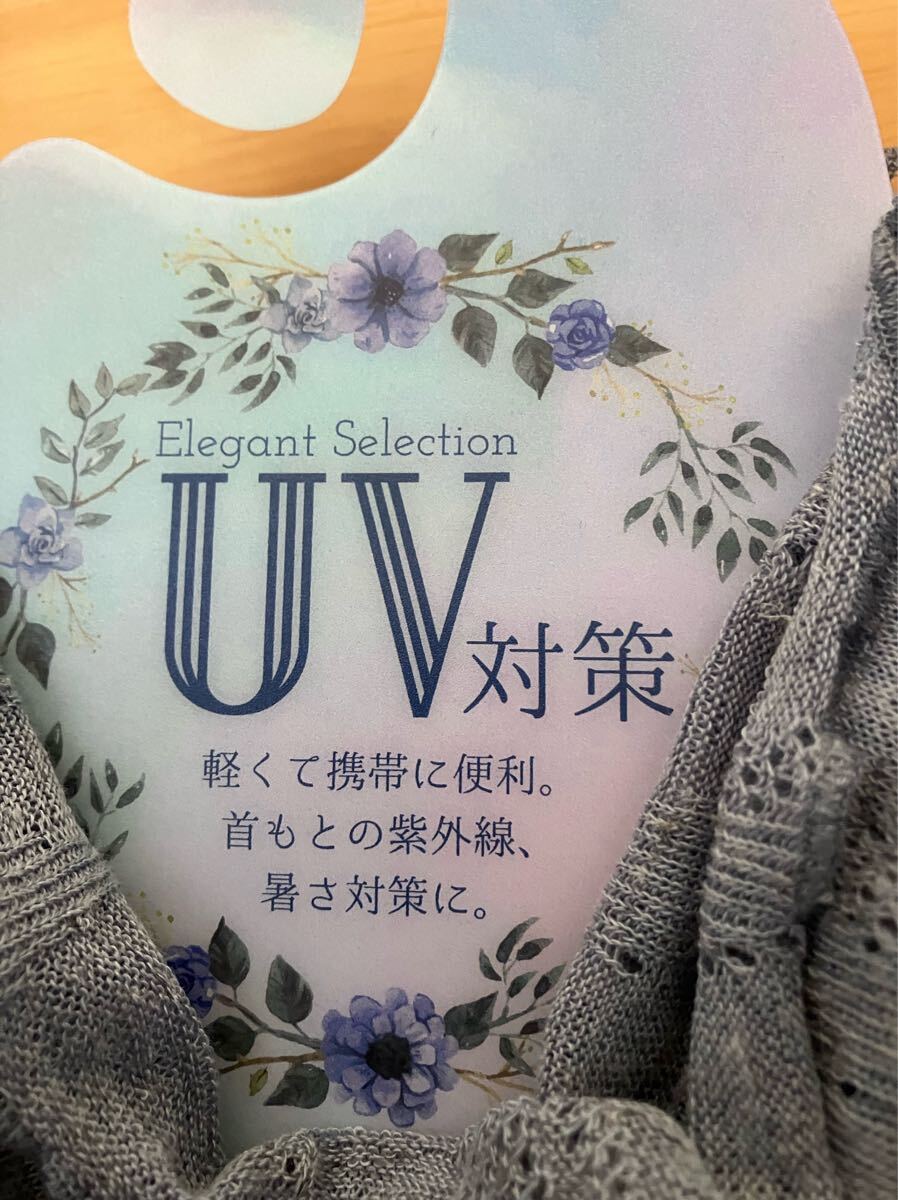 Elegant Selection
UV対策
軽くて携帯に便利。
首もとの紫外線、
暑さ対策に。